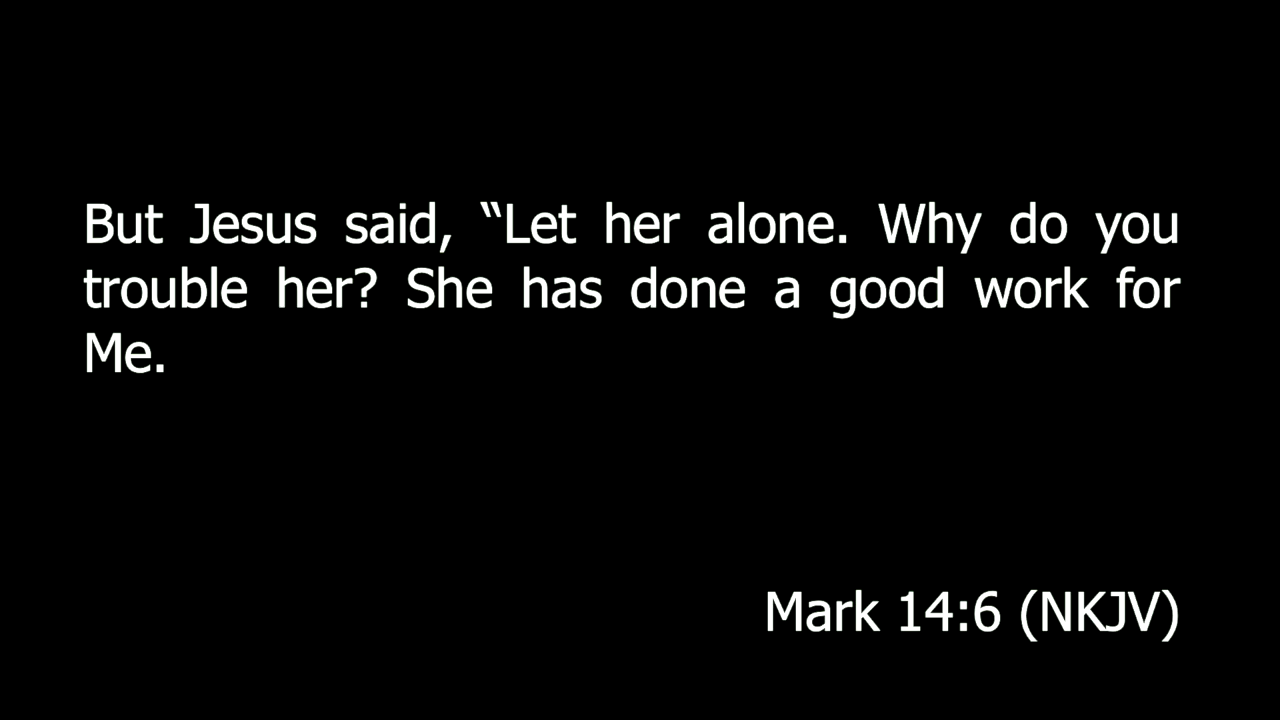 But Jesus said, “Let her alone. Why do you
trouble her? She has done a good work for
Me.
Mark 14:6 (NKJV)